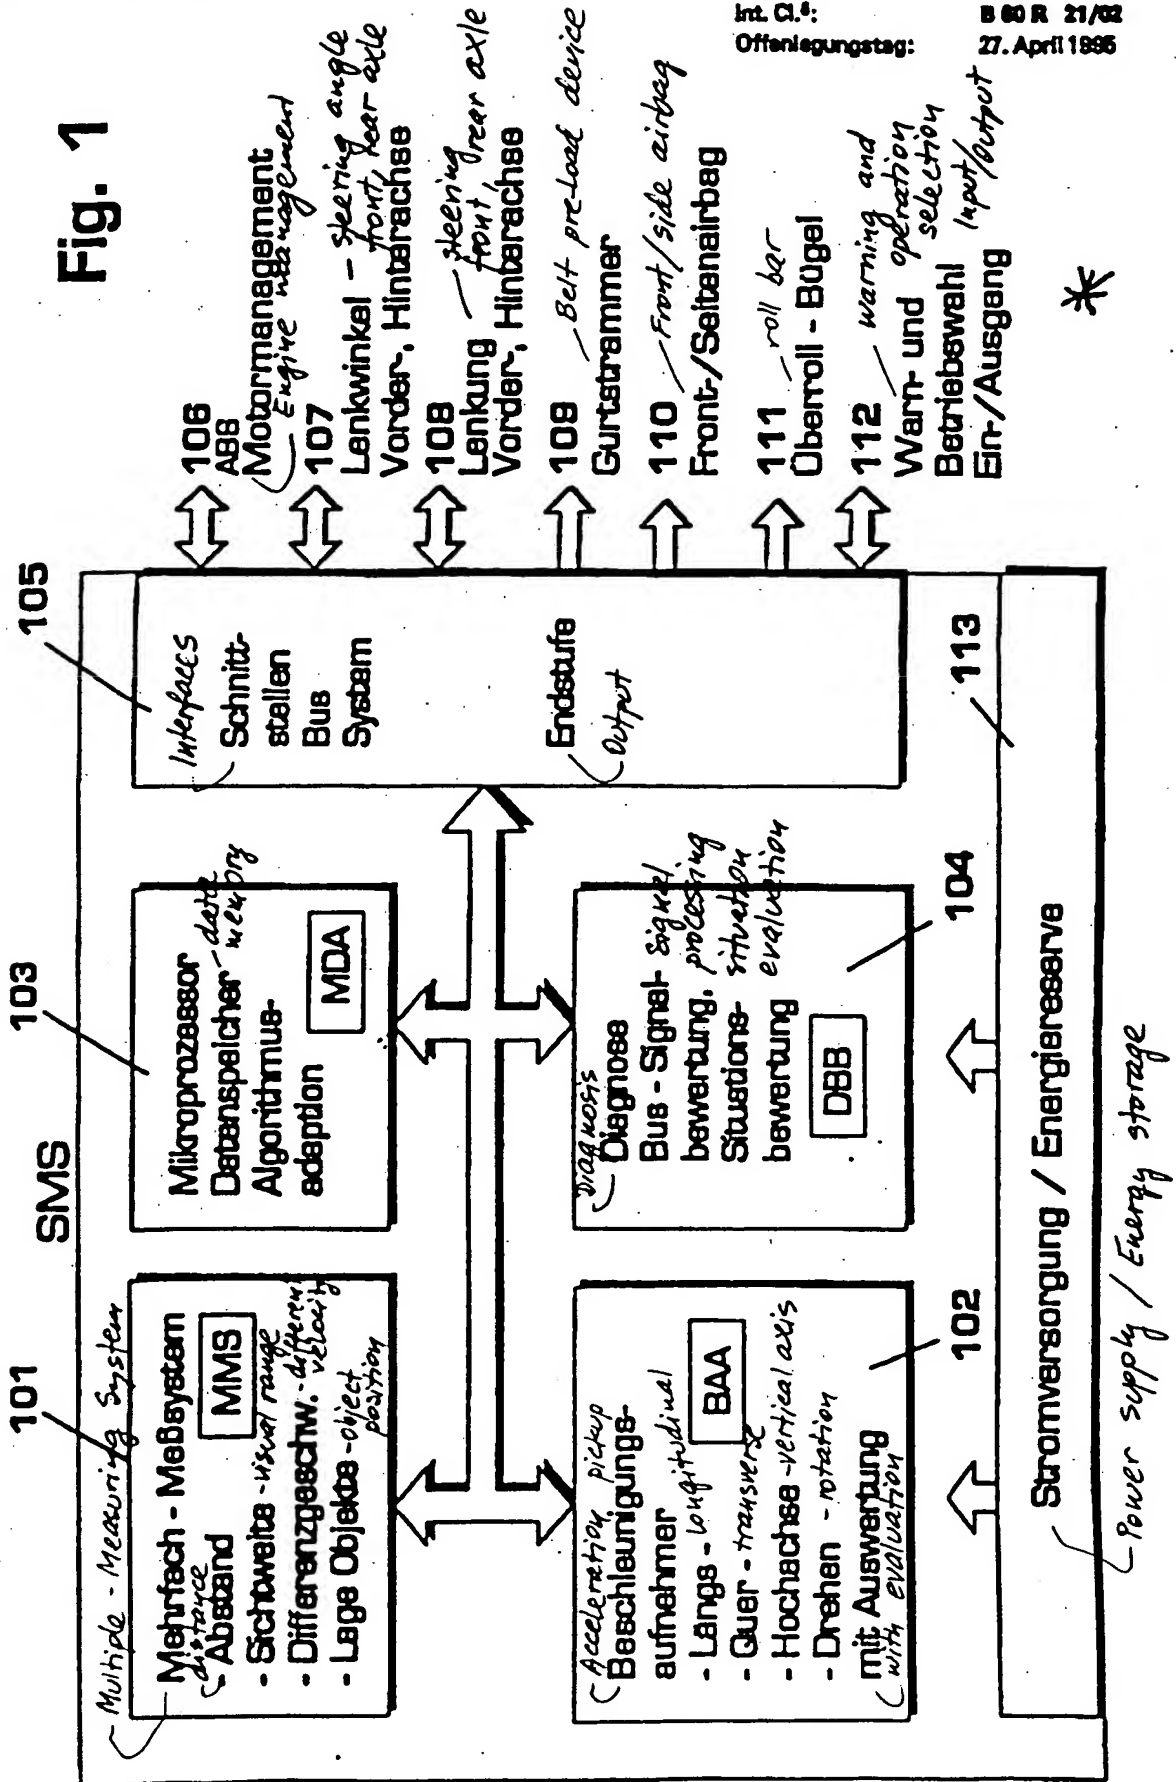 Int. Cl.⁶: B 60 R 21/02
Offenlegungstag: 27. April 1995
Fig. 1
SMS
101
Multiple - Measuring System
Mehrfach - Meßsystem
distance
- Abstand
MMS
- Sichtweite - visual range
- Differenzgeschw. - different velocity
- Lage Objekte - object position
103
Mikroprozessor
Datenspeicher - data memory
Algorithmus-
adaption
MDA
105
Interfaces
Schnitt-
stellen
Bus
System
Endstufe
Output
Acceleration pickup
Beschleunigungs-
aufnehmer
- Längs - longitudinal
BAA
- Quer - transverse
- Hochachse - vertical axis
- Drehen - rotation
mit Auswertung
with evaluation
102
Diagnosis
Diagnose
Bus - Signal- signal
bewertung, processing
Situations- situation
bewertung evaluation
DBB
104
113
Stromversorgung / Energiereserve
Power supply / Energy storage
106
ABS
Motormanagement
Engine management
107
Lenkwinkel - steering angle
front, rear axle
Vorder-, Hinterachse
108
Lenkung steering
front, rear axle
Vorder-, Hinterachse
109
Belt pre-load device
Gurtstrammer
110
Front/side airbag
Front-/Seitenairbag
111
roll bar
Überroll - Bügel
112
warning and
Warn- und operation
Betriebswahl selection
Ein-/Ausgang Input/output
*